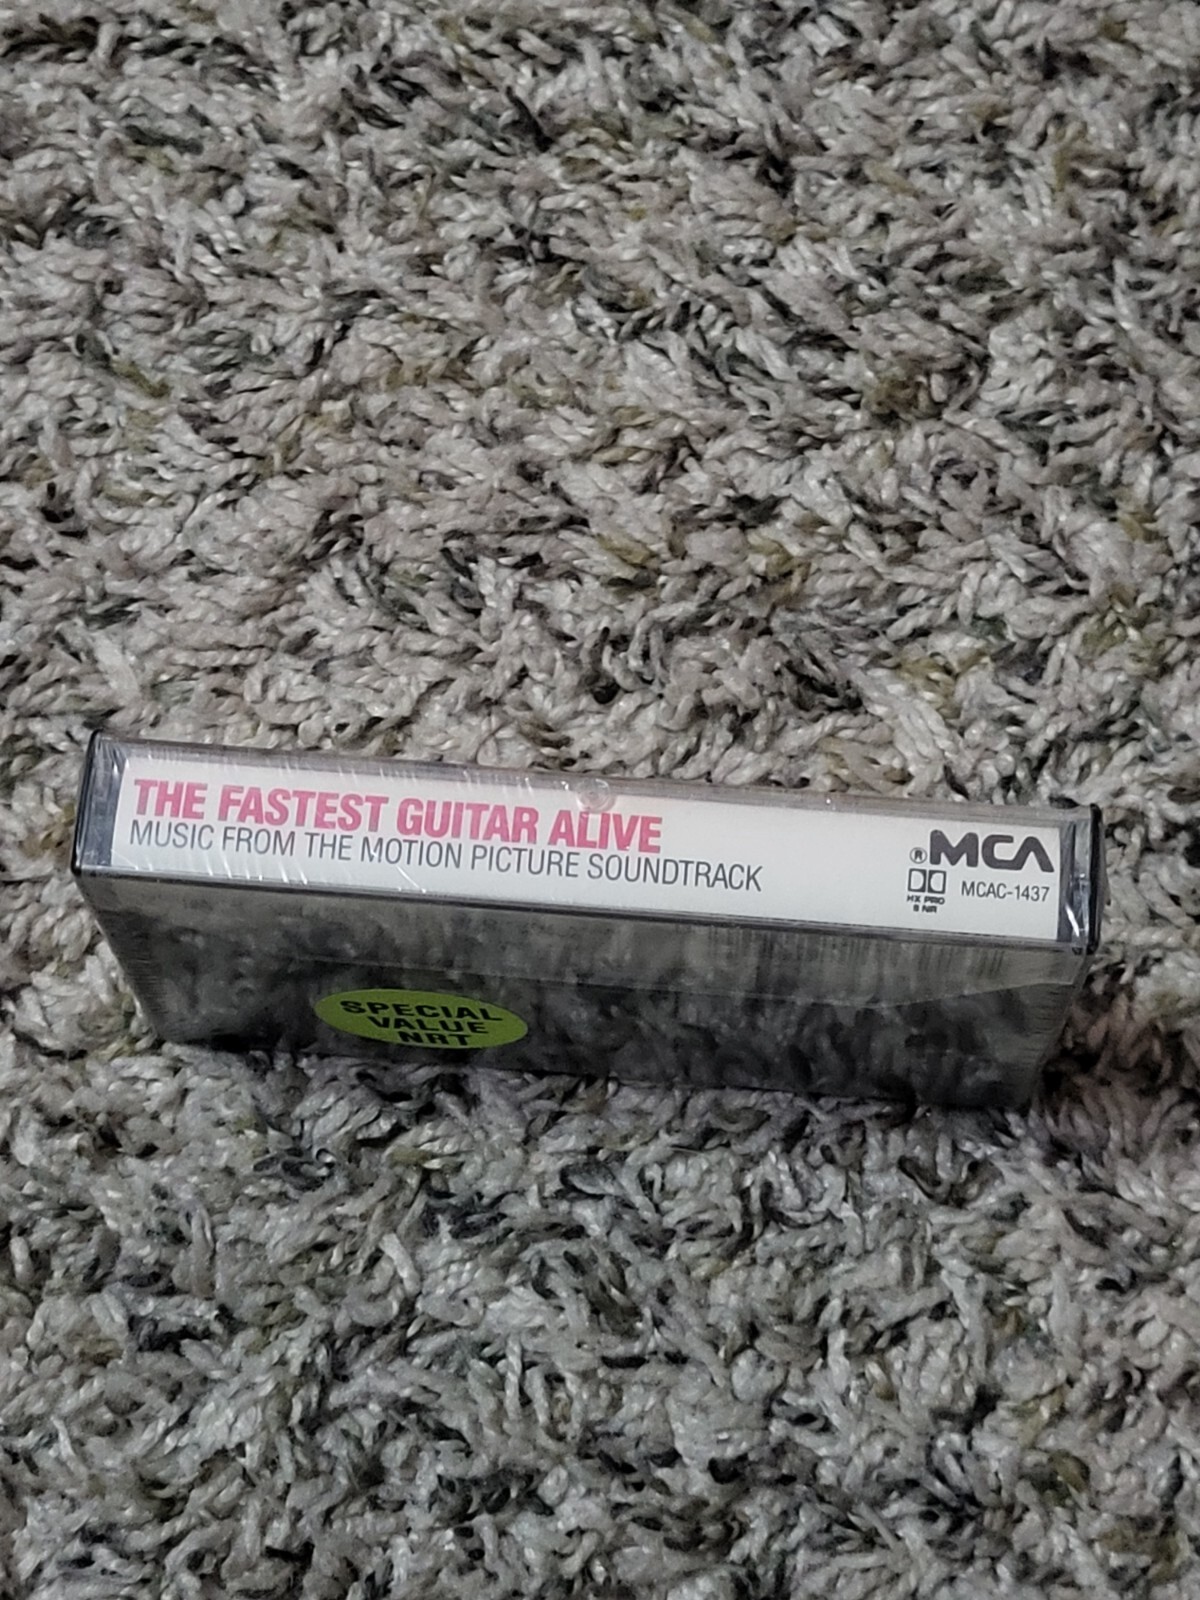 THE FASTEST GUITAR ALIVE
MUSIC FROM THE MOTION PICTURE SOUNDTRACK
®MCA
MCAC-1437
HX PRO
B NR
SPECIAL
VALUE
NRT